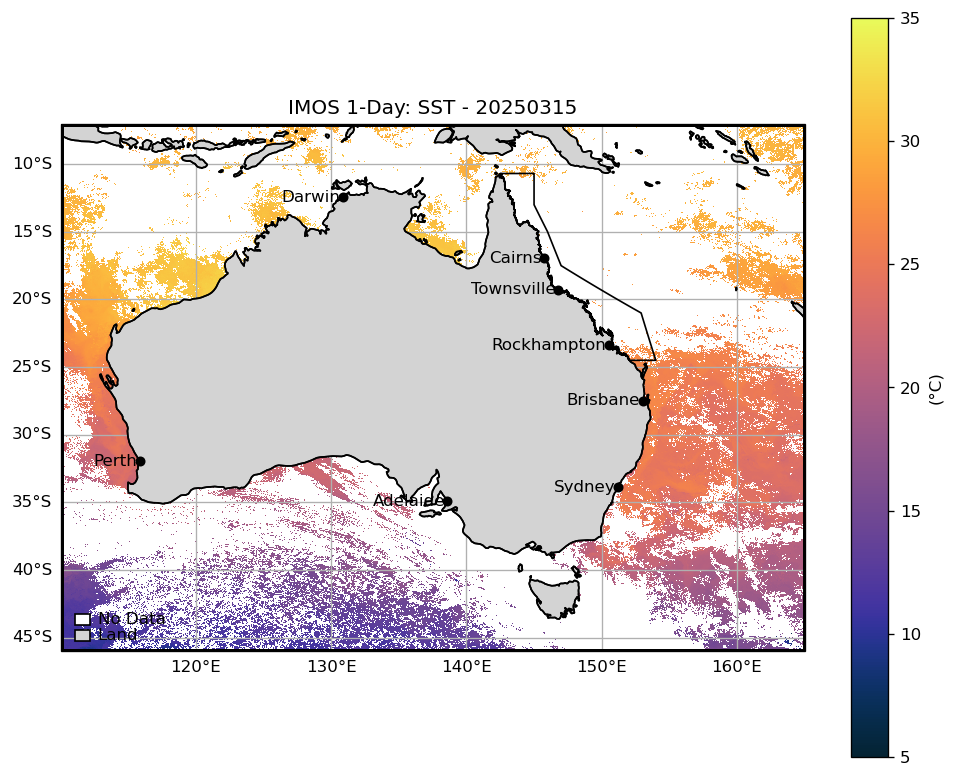 IMOS 1-Day: SST - 20250315
35
30
25
20
15
10
5
(°C)
10°S
15°S
20°S
25°S
30°S
35°S
40°S
45°S
Darwin
Cairns
Townsville
Rockhampton
Brisbane
Perth
Sydney
Adelaide
No Data
Land
120°E
130°E
140°E
150°E
160°E